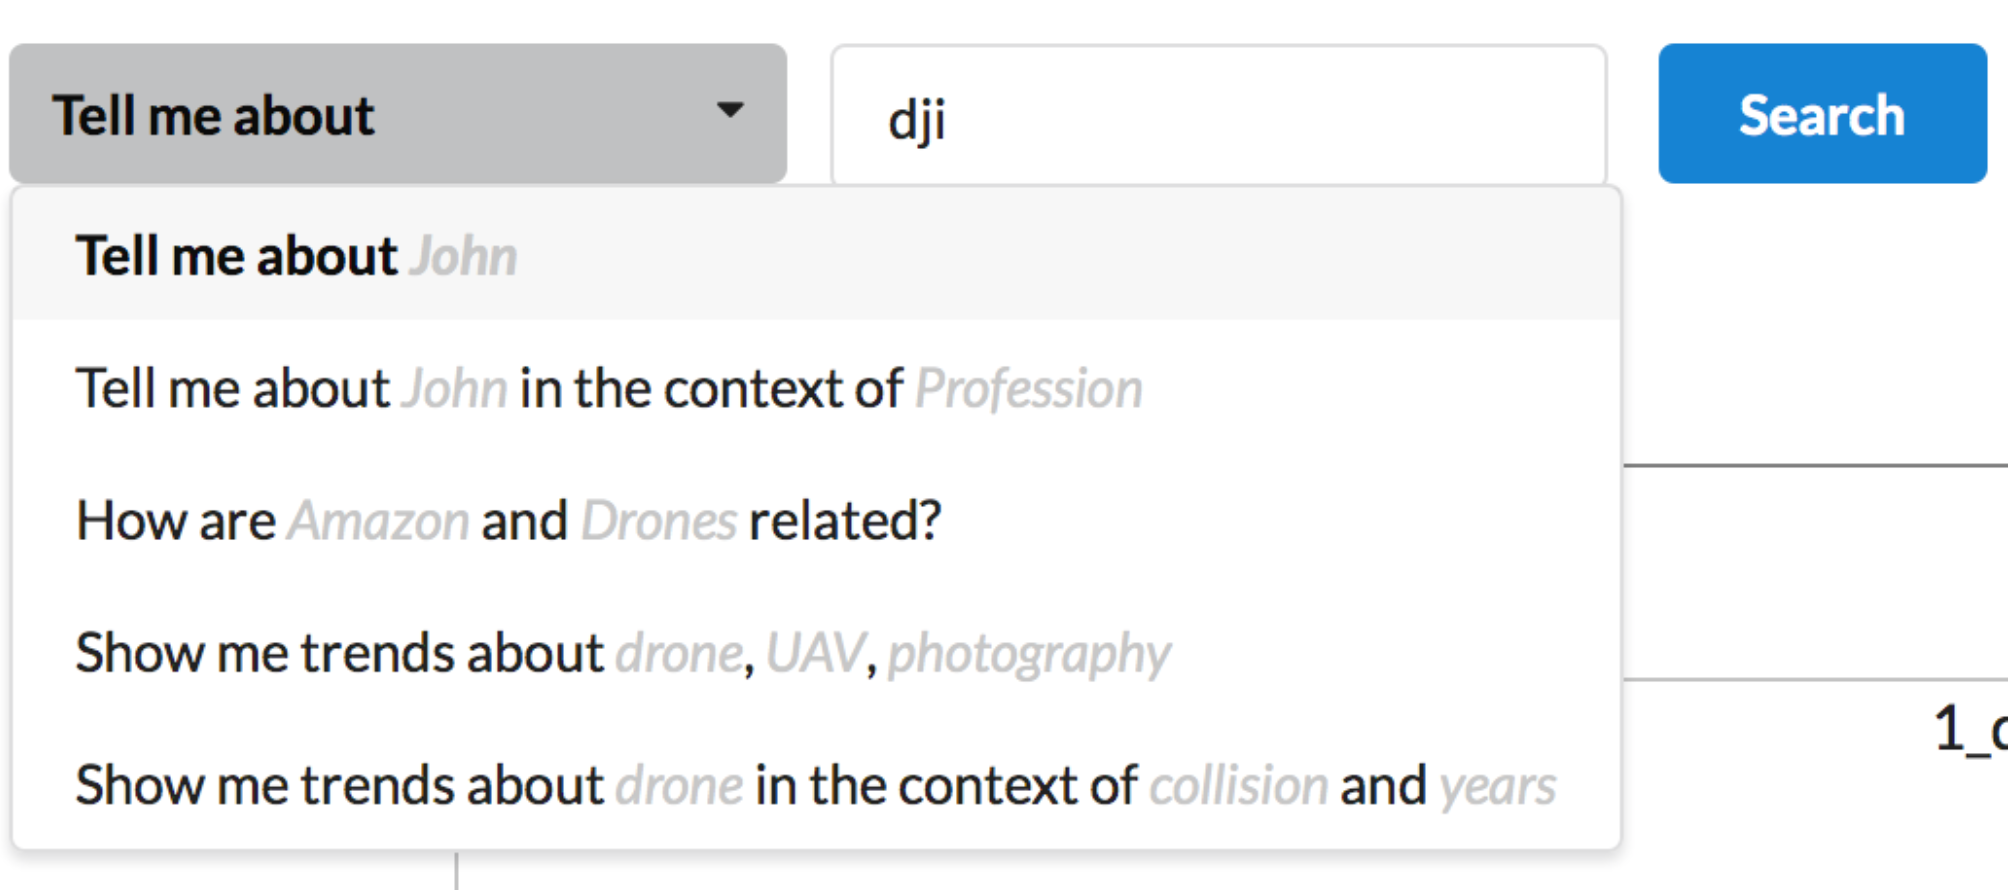 Tell me about dji Search
Tell me about John
Tell me about John in the context of Profession
How are Amazon and Drones related?
Show me trends about drone, UAV, photography
Show me trends about drone in the context of collision and years